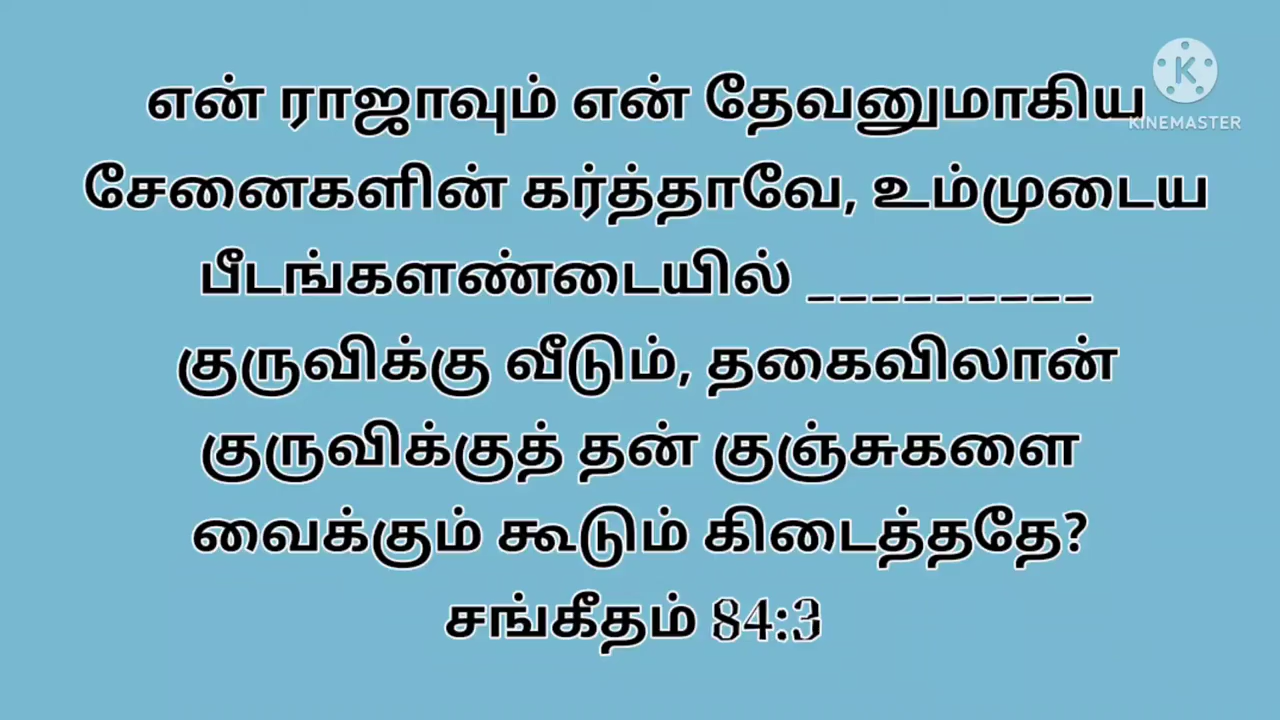 என் ராஜாவும் என் தேவனுமாகிய
சேனைகளின் கர்த்தாவே, உம்முடைய
பீடங்களண்டையில் _________
குருவிக்கு வீடும், தகைவிலான்
குருவிக்குத் தன் குஞ்சுகளை
வைக்கும் கூடும் கிடைத்ததே?
சங்கீதம் 84:3
K
KINEMASTER